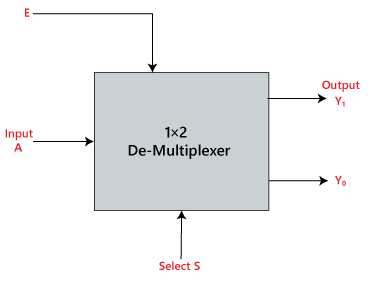 E
Output
Y₁
Input
A
1×2
De-Multiplexer
Y₀
Select S